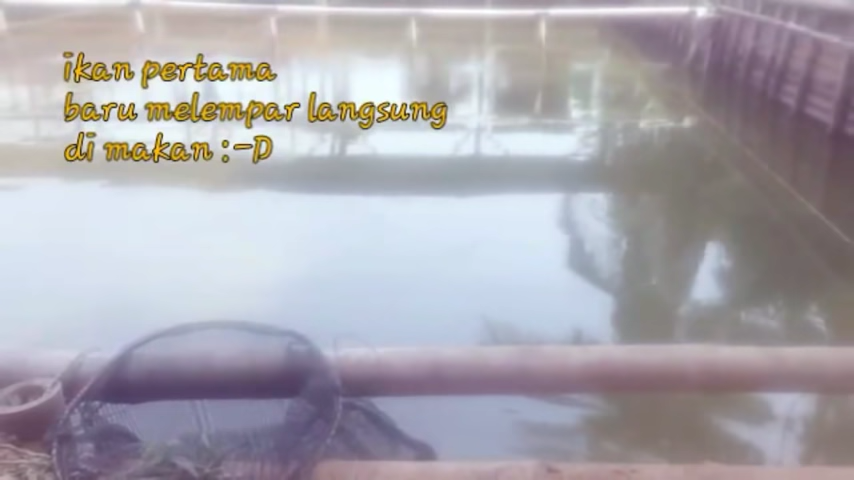 ikan pertama
baru melempar langsung
di makan :-D